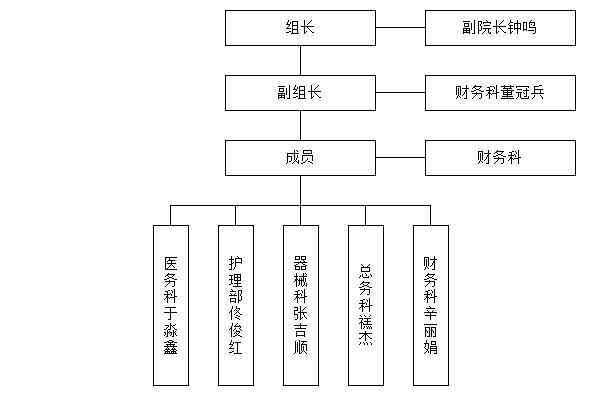 组长
副院长钟鸣
副组长
财务科董冠兵
成员
财务科
医务科于淼鑫
护理部佟俊红
器械科张吉顺
总务科禚杰
财务科辛丽娟